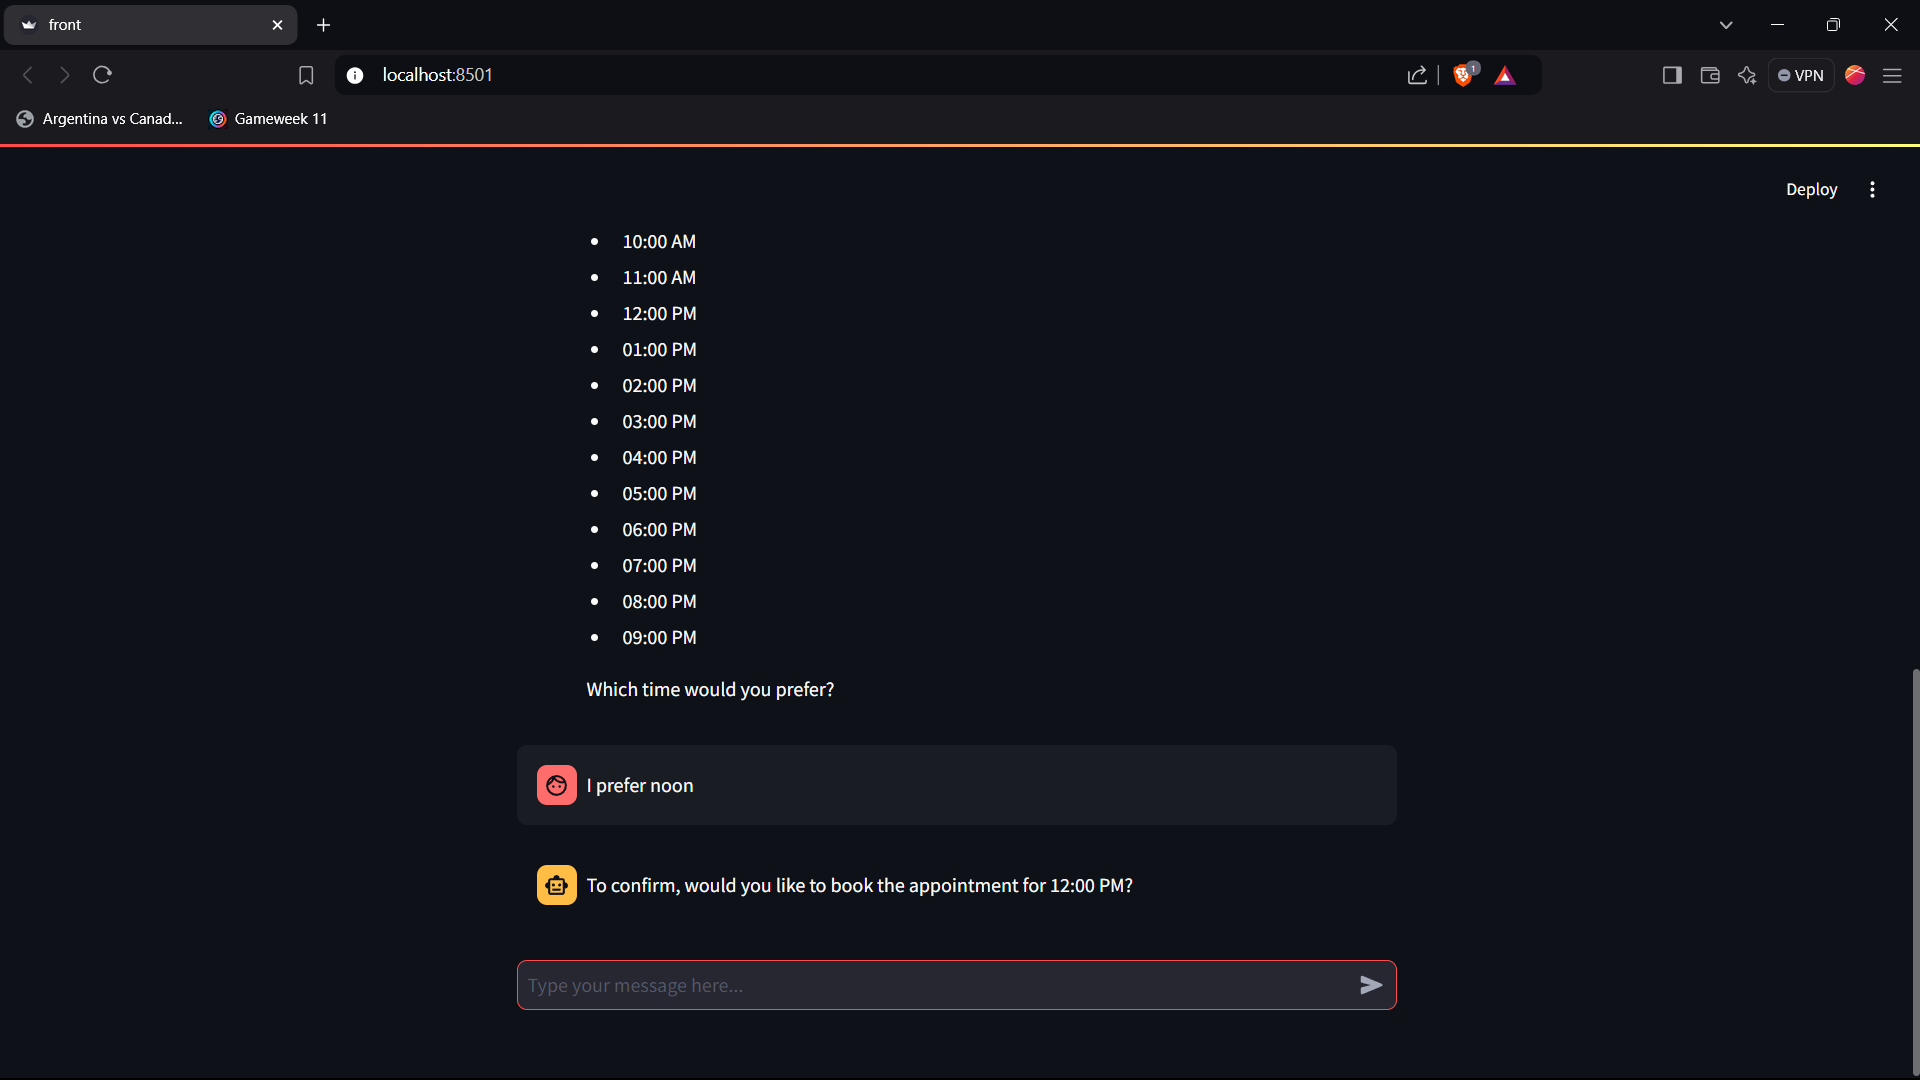 front
localhost:8501
1
VPN
Argentina vs Canad...
Gameweek 11
Deploy
10:00 AM
11:00 AM
12:00 PM
01:00 PM
02:00 PM
03:00 PM
04:00 PM
05:00 PM
06:00 PM
07:00 PM
08:00 PM
09:00 PM
Which time would you prefer?
I prefer noon
To confirm, would you like to book the appointment for 12:00 PM?
Type your message here...